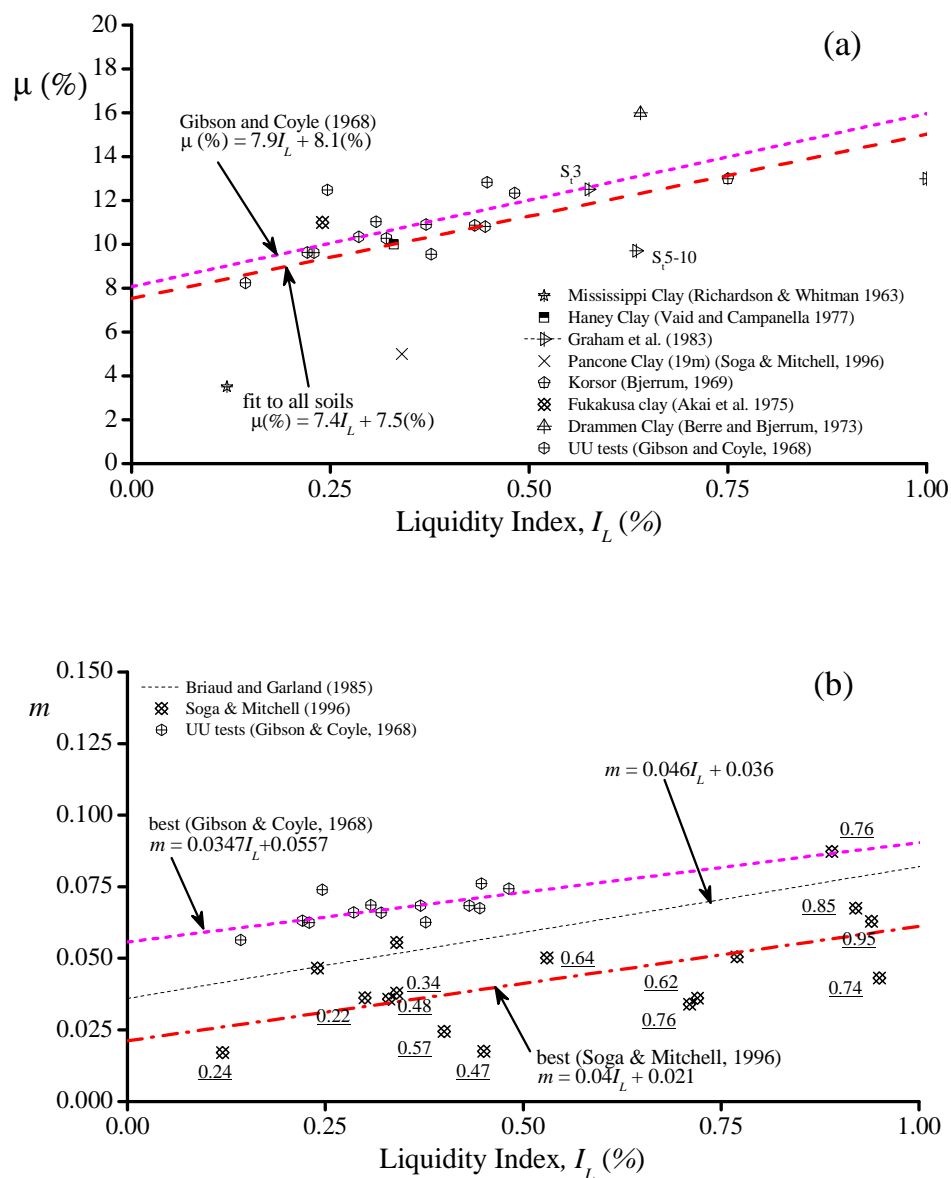 (a)
μ (%)
20
18
16
14
12
10
8
6
4
2
0
Gibson and Coyle (1968)
μ (%) = 7.9I_L + 8.1(%)
S_t3
S_t5-10
fit to all soils
μ(%) = 7.4I_L + 7.5(%)
Mississippi Clay (Richardson & Whitman 1963)
Haney Clay (Vaid and Campanella 1977)
Graham et al. (1983)
Pancone Clay (19m) (Soga & Mitchell, 1996)
Korsor (Bjerrum, 1969)
Fukakusa clay (Akai et al. 1975)
Drammen Clay (Berre and Bjerrum, 1973)
UU tests (Gibson and Coyle, 1968)
0.00 0.25 0.50 0.75 1.00
Liquidity Index, I_L (%)
(b)
m
0.150
0.125
0.100
0.075
0.050
0.025
0.000
Briaud and Garland (1985)
Soga & Mitchell (1996)
UU tests (Gibson & Coyle, 1968)
m = 0.046I_L + 0.036
best (Gibson & Coyle, 1968)
m = 0.0347I_L+0.0557
0.76
0.85
0.95
0.64
0.62
0.74
0.34
0.22
0.48
0.76
0.57
0.24
0.47
best (Soga & Mitchell, 1996)
m = 0.04I_L + 0.021
0.00 0.25 0.50 0.75 1.00
Liquidity Index, I_L (%)